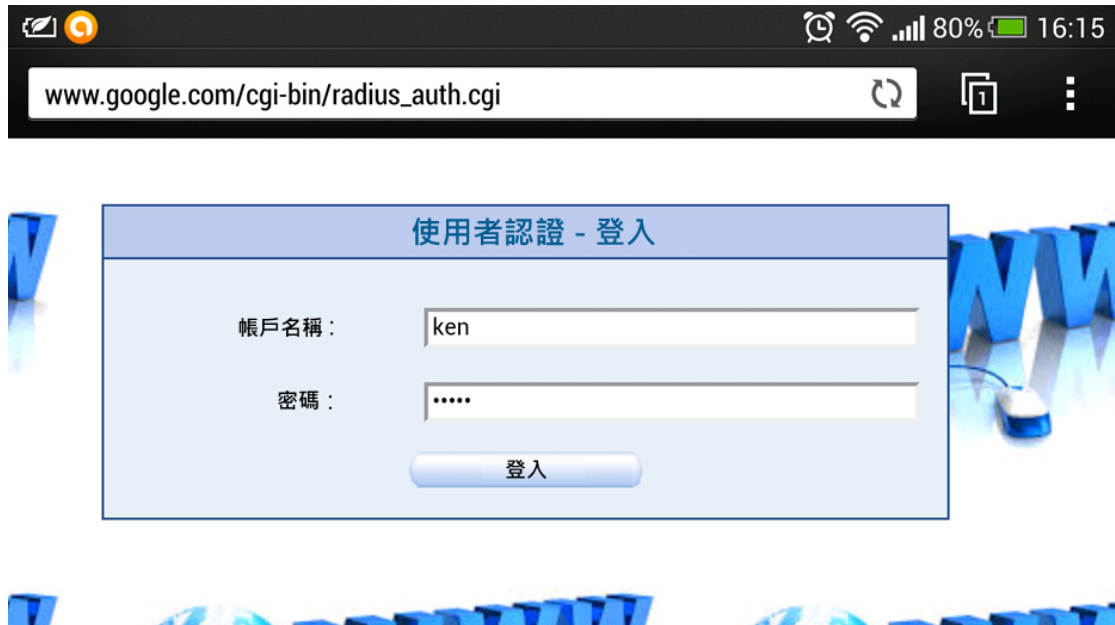 80% 16:15
www.google.com/cgi-bin/radius_auth.cgi 1
使用者認證 - 登入
帳戶名稱： ken
密碼： •••••
登入